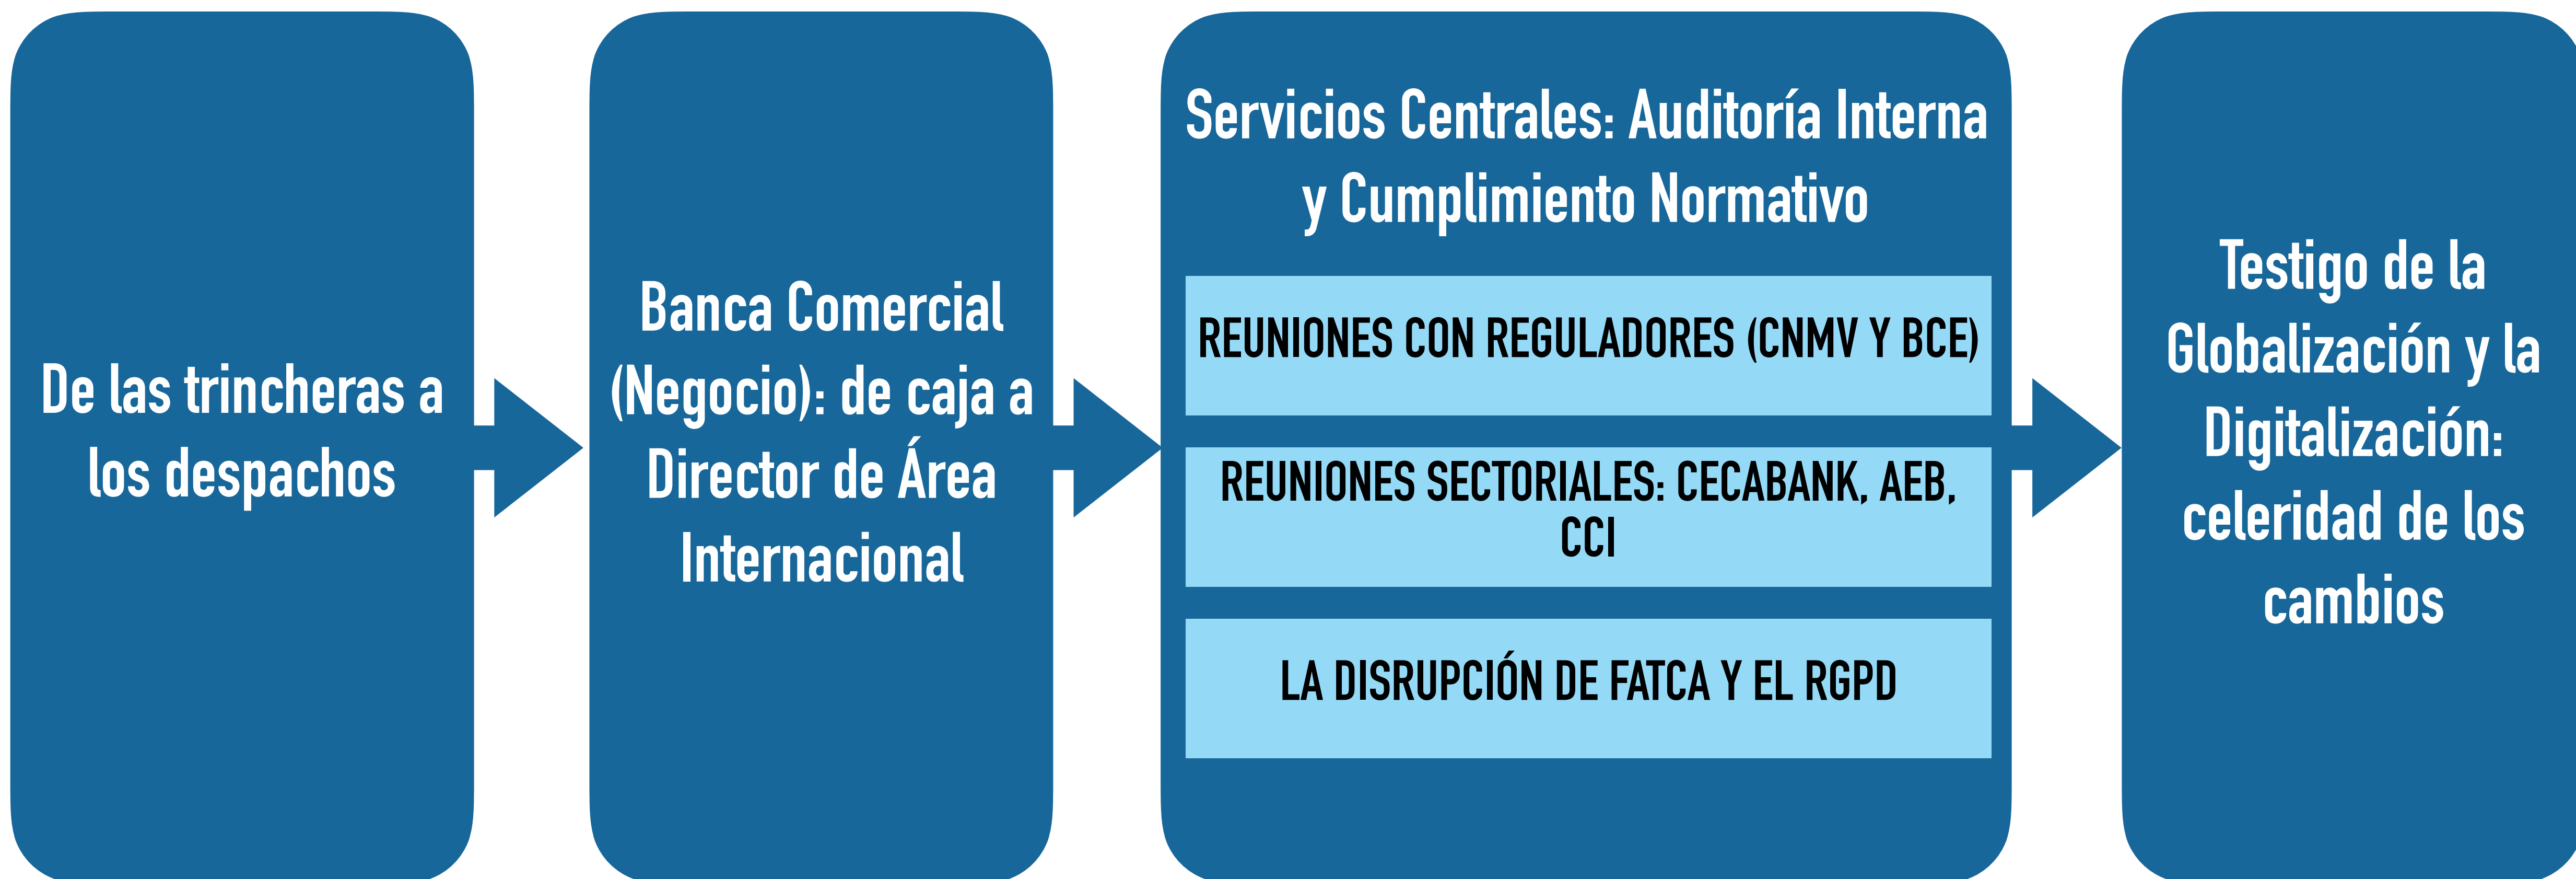 De las trincheras a
los despachos
Banca Comercial
(Negocio): de caja a
Director de Área
Internacional
Servicios Centrales: Auditoría Interna
y Cumplimiento Normativo
REUNIONES CON REGULADORES (CNMV Y BCE)
REUNIONES SECTORIALES: CECABANK, AEB,
CCI
LA DISRUPCIÓN DE FATCA Y EL RGPD
Testigo de la
Globalización y la
Digitalización:
celeridad de los
cambios